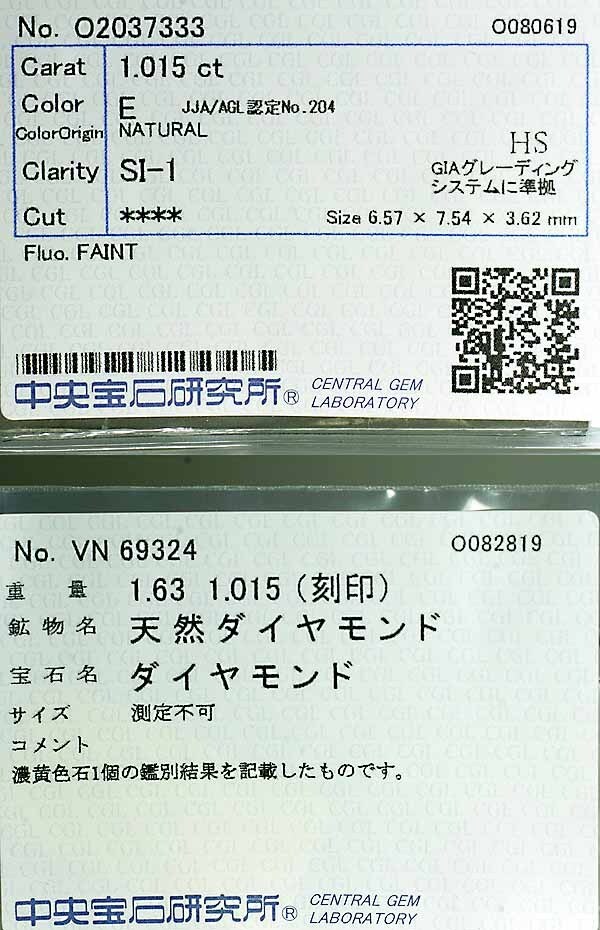 No. O2037333 O080619
Carat 1.015 ct
Color E JJA/AGL認定No.204
ColorOrigin NATURAL
HS
Clarity SI-1 GIAグレーディング
システムに準拠
Cut **** Size 6.57 × 7.54 × 3.62 mm
Fluo. FAINT
中央宝石研究所® CENTRAL GEM
LABORATORY
No. VN 69324 O082819
重 量 1.63 1.015 (刻印)
鉱物名 天然ダイヤモンド
宝石名 ダイヤモンド
サイズ 測定不可
コメント
濃黄色石1個の鑑別結果を記載したものです。
中央宝石研究所® CENTRAL GEM
LABORATORY